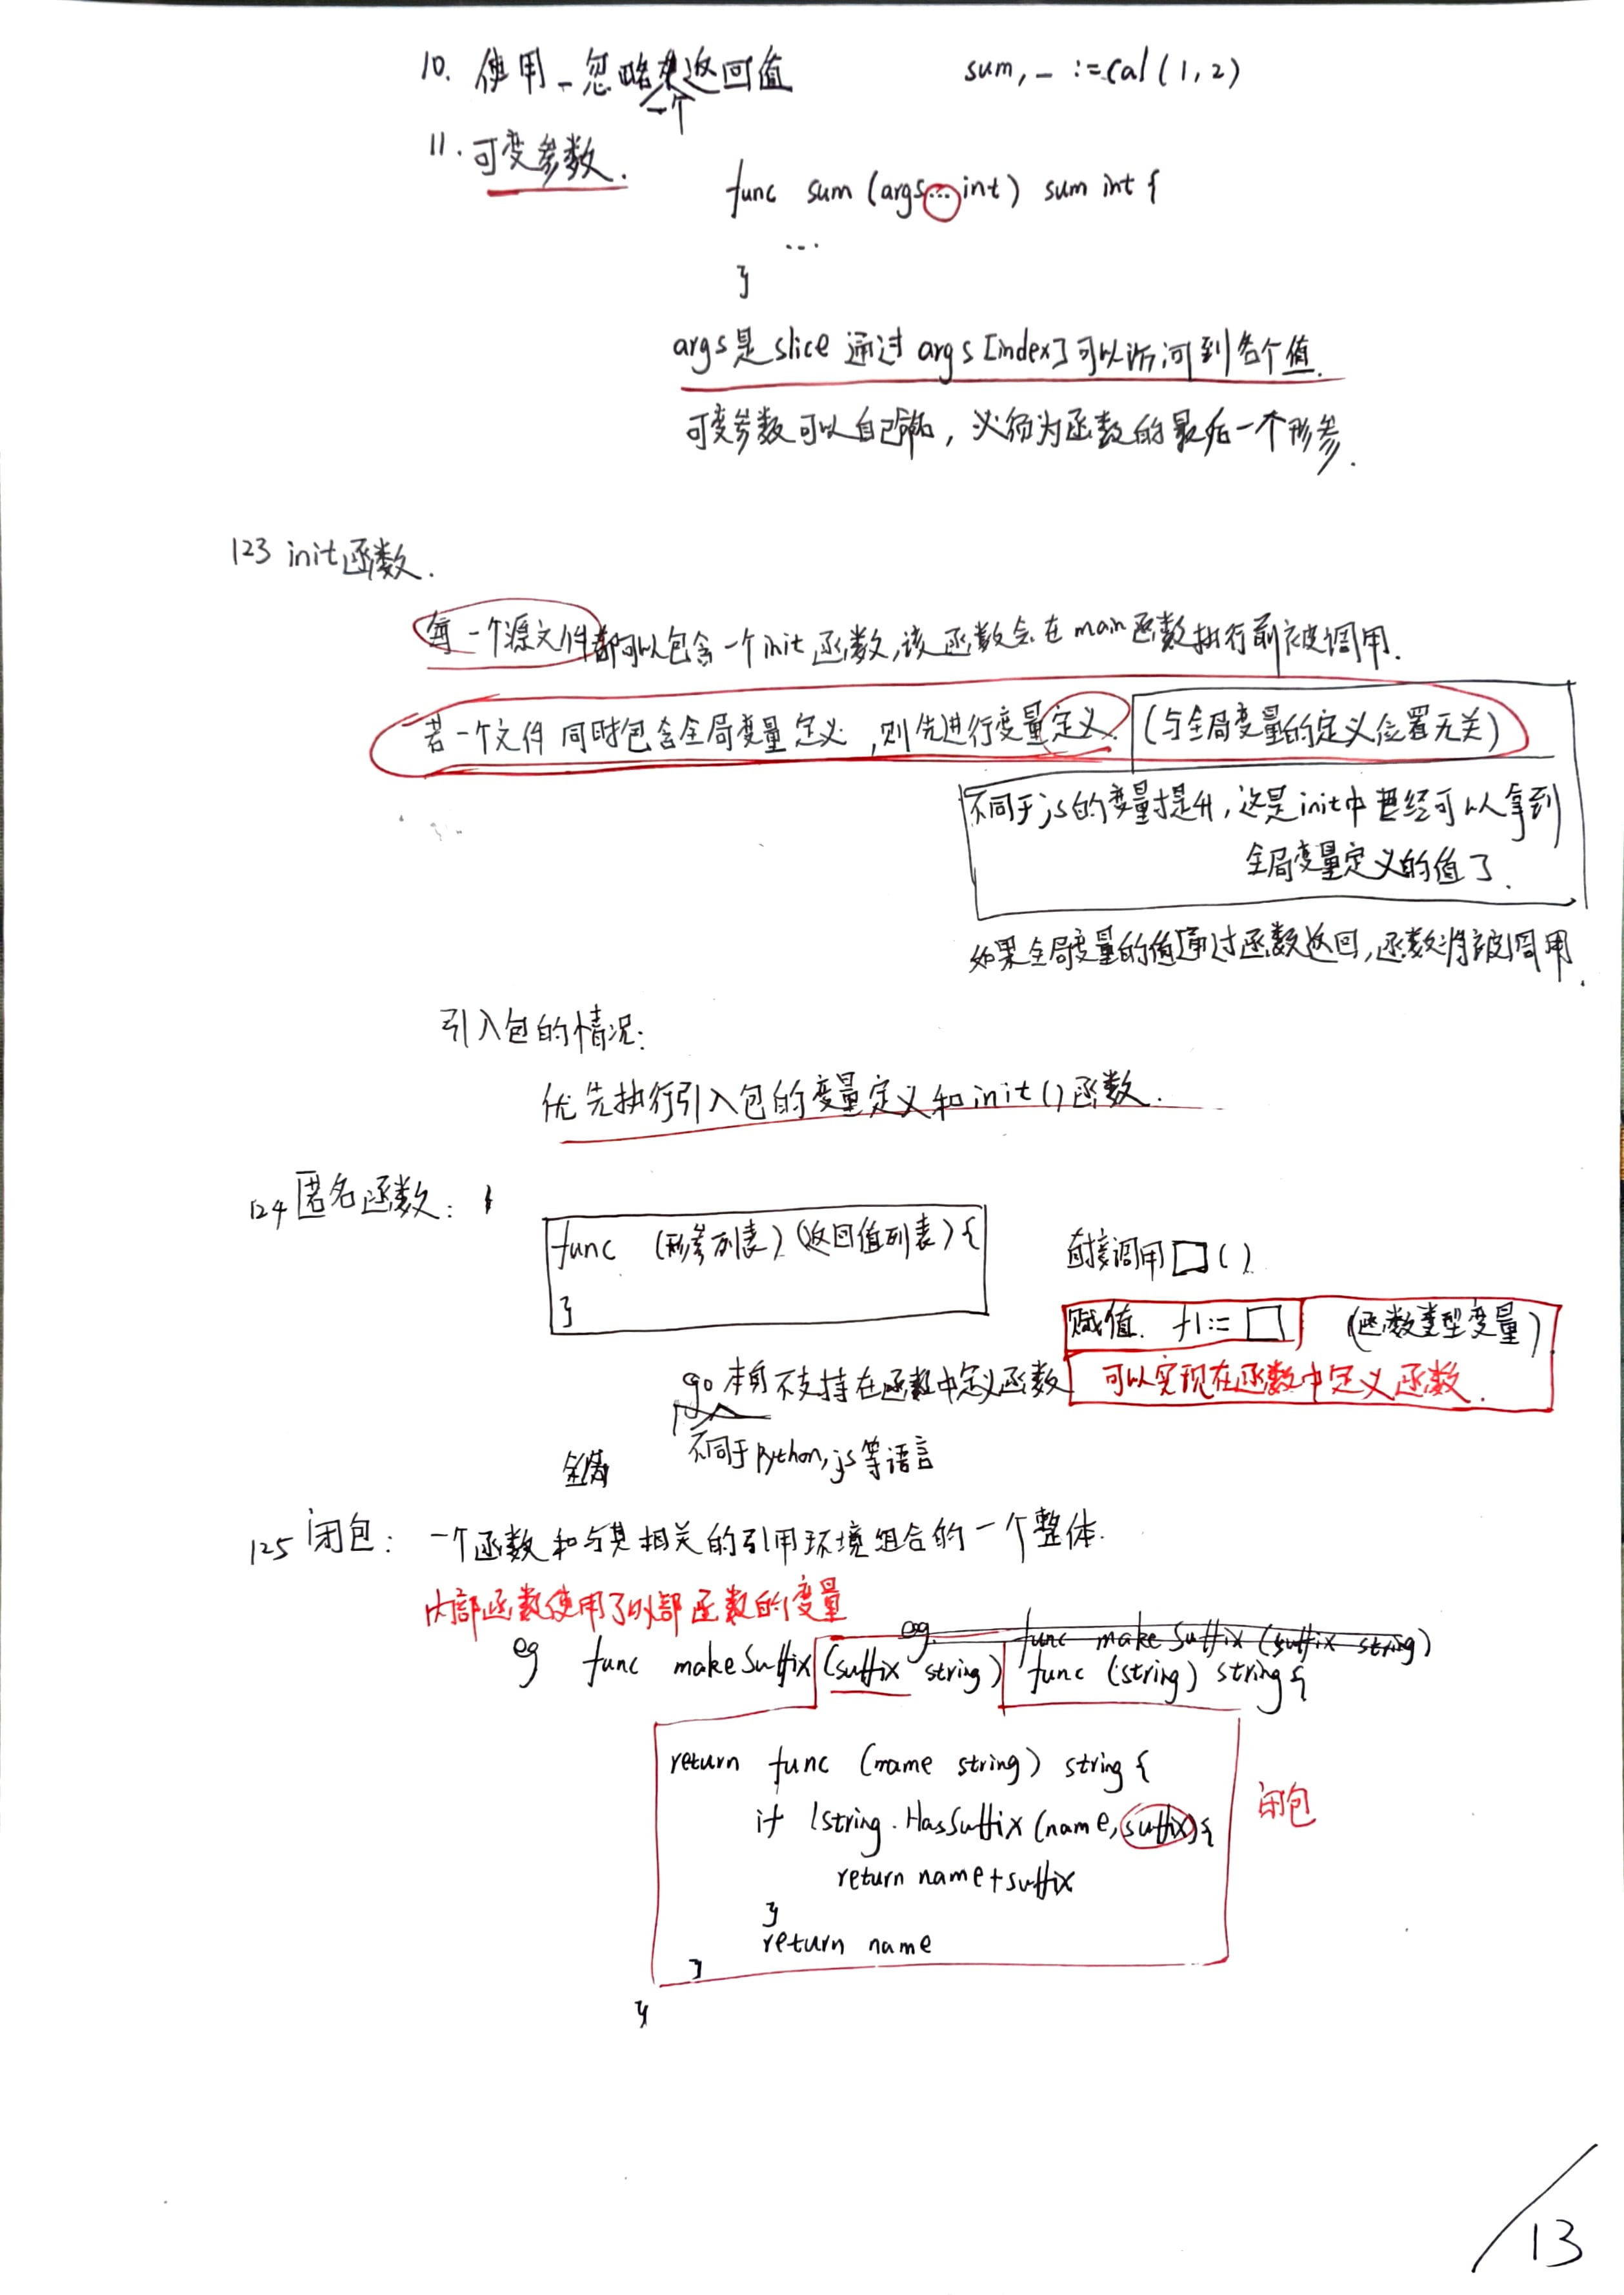 10. 使用_忽略一个返回值 sum, _ := cal (1, 2)
11. 可变参数.
func sum (args... int) sum int {
...
}
args是slice 通过 args [index] 可以访问到各个值.
可变参数可以自己命名, 必须为函数的最后一个形参.
123 init函数.
每一个源文件都可以包含一个init 函数, 该函数会在 main函数执行前被调用.
若一个文件同时包含全局变量定义, 则先进行变量定义. (与全局变量的定义位置无关)
不同于js的变量提升, 这是init中已经可以拿到
全局变量定义的值了.
如果全局变量的值通过函数返回, 函数将被调用.
引入包的情况:
优先执行引入包的变量定义和init()函数.
124 匿名函数:
func (形参列表) (返回值列表) {
}
直接调用 □ ( )
赋值. f1 := □ (函数类型变量)
go本身不支持在函数中定义函数 可以实现在函数中定义函数.
不同于python, js等语言
全局
125 闭包: 一个函数和与其相关的引用环境组合的一个整体.
内部函数使用了外部函数的变量
eg. func make Suffix (suffix string)
eg func makeSuffix (suffix string) func (string) string {
return func (name string) string {
if !string.HasSuffix (name, suffix) {
return name+suffix
}
return name
}
}
闭包
13